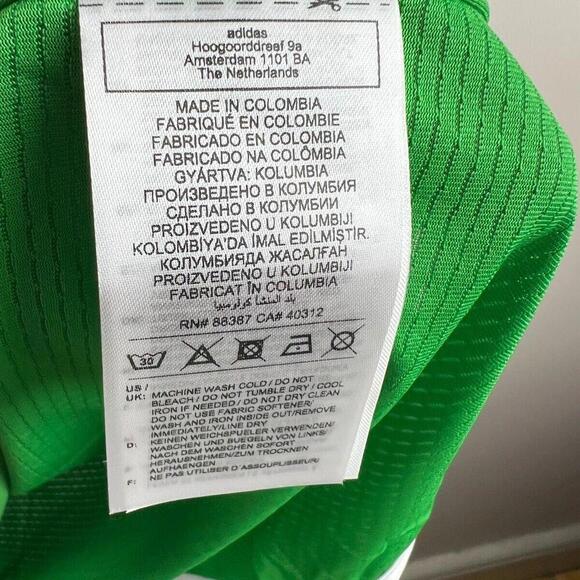 adidas
Hoogoorddreef 9a
Amsterdam 1101 BA
The Netherlands
MADE IN COLOMBIA
FABRIQUÉ EN COLOMBIE
FABRICADO EN COLOMBIA
FABRICADO NA COLÔMBIA
GYÁRTVA: KOLUMBIA
ПРОИЗВЕДЕНО В КОЛУМБИЯ
СДЕЛАНО В КОЛУМБИИ
PROIZVEDENO U KOLUMBIJI
KOLOMBİYA'DA İMAL EDİLMİŞTİR.
КОЛУМБИЯДА ЖАСАЛҒАН
PROIZVEDENO U KOLUMBIJI
FABRICAT ÎN COLUMBIA
بلد المنشأ كولومبيا
RN# 88387 CA# 40312
30
US /
UK: MACHINE WASH COLD / DO NOT
BLEACH / DO NOT TUMBLE DRY / COOL
IRON IF NEEDED / DO NOT DRY CLEAN
DO NOT USE FABRIC SOFTENER/
WASH AND IRON INSIDE OUT/REMOVE
IMMEDIATELY/LINE DRY
D: KEINEN WEICHSPUELER VERWENDEN/
WASCHEN UND BUEGELN VON LINKS/
NACH DEM WASCHEN SOFORT
HERAUSNEHMEN/ZUM TROCKNEN
AUFHAENGEN
F: NE PAS UTILISER D'ASSOUPLISSEUR/